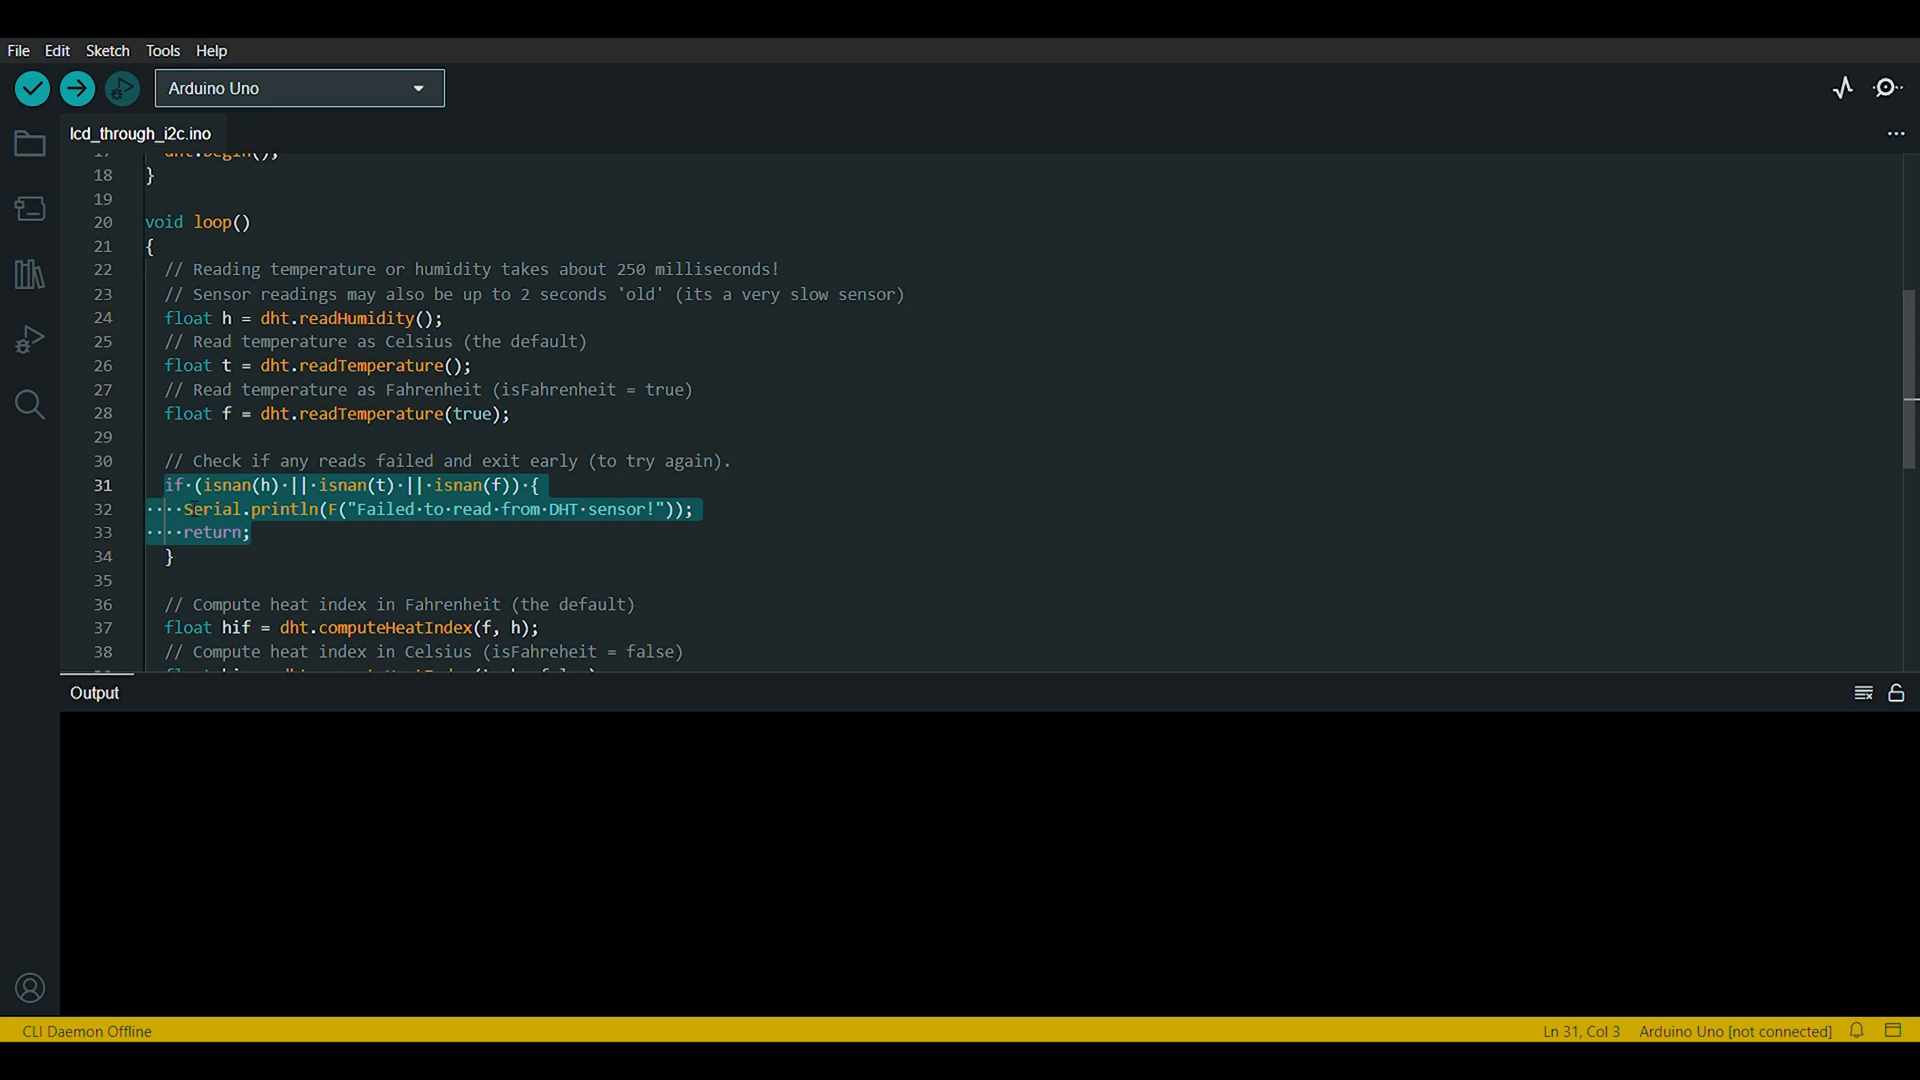 File Edit Sketch Tools Help
Arduino Uno
lcd_through_i2c.ino
18 }
19
20 void loop()
21 {
22 // Reading temperature or humidity takes about 250 milliseconds!
23 // Sensor readings may also be up to 2 seconds 'old' (its a very slow sensor)
24 float h = dht.readHumidity();
25 // Read temperature as Celsius (the default)
26 float t = dht.readTemperature();
27 // Read temperature as Fahrenheit (isFahrenheit = true)
28 float f = dht.readTemperature(true);
29
30 // Check if any reads failed and exit early (to try again).
31 if (isnan(h) || isnan(t) || isnan(f)) {
32 Serial.println(F("Failed to read from DHT sensor!"));
33 return;
34 }
35
36 // Compute heat index in Fahrenheit (the default)
37 float hif = dht.computeHeatIndex(f, h);
38 // Compute heat index in Celsius (isFahreheit = false)
Output
CLI Daemon Offline Ln 31, Col 3 Arduino Uno [not connected]